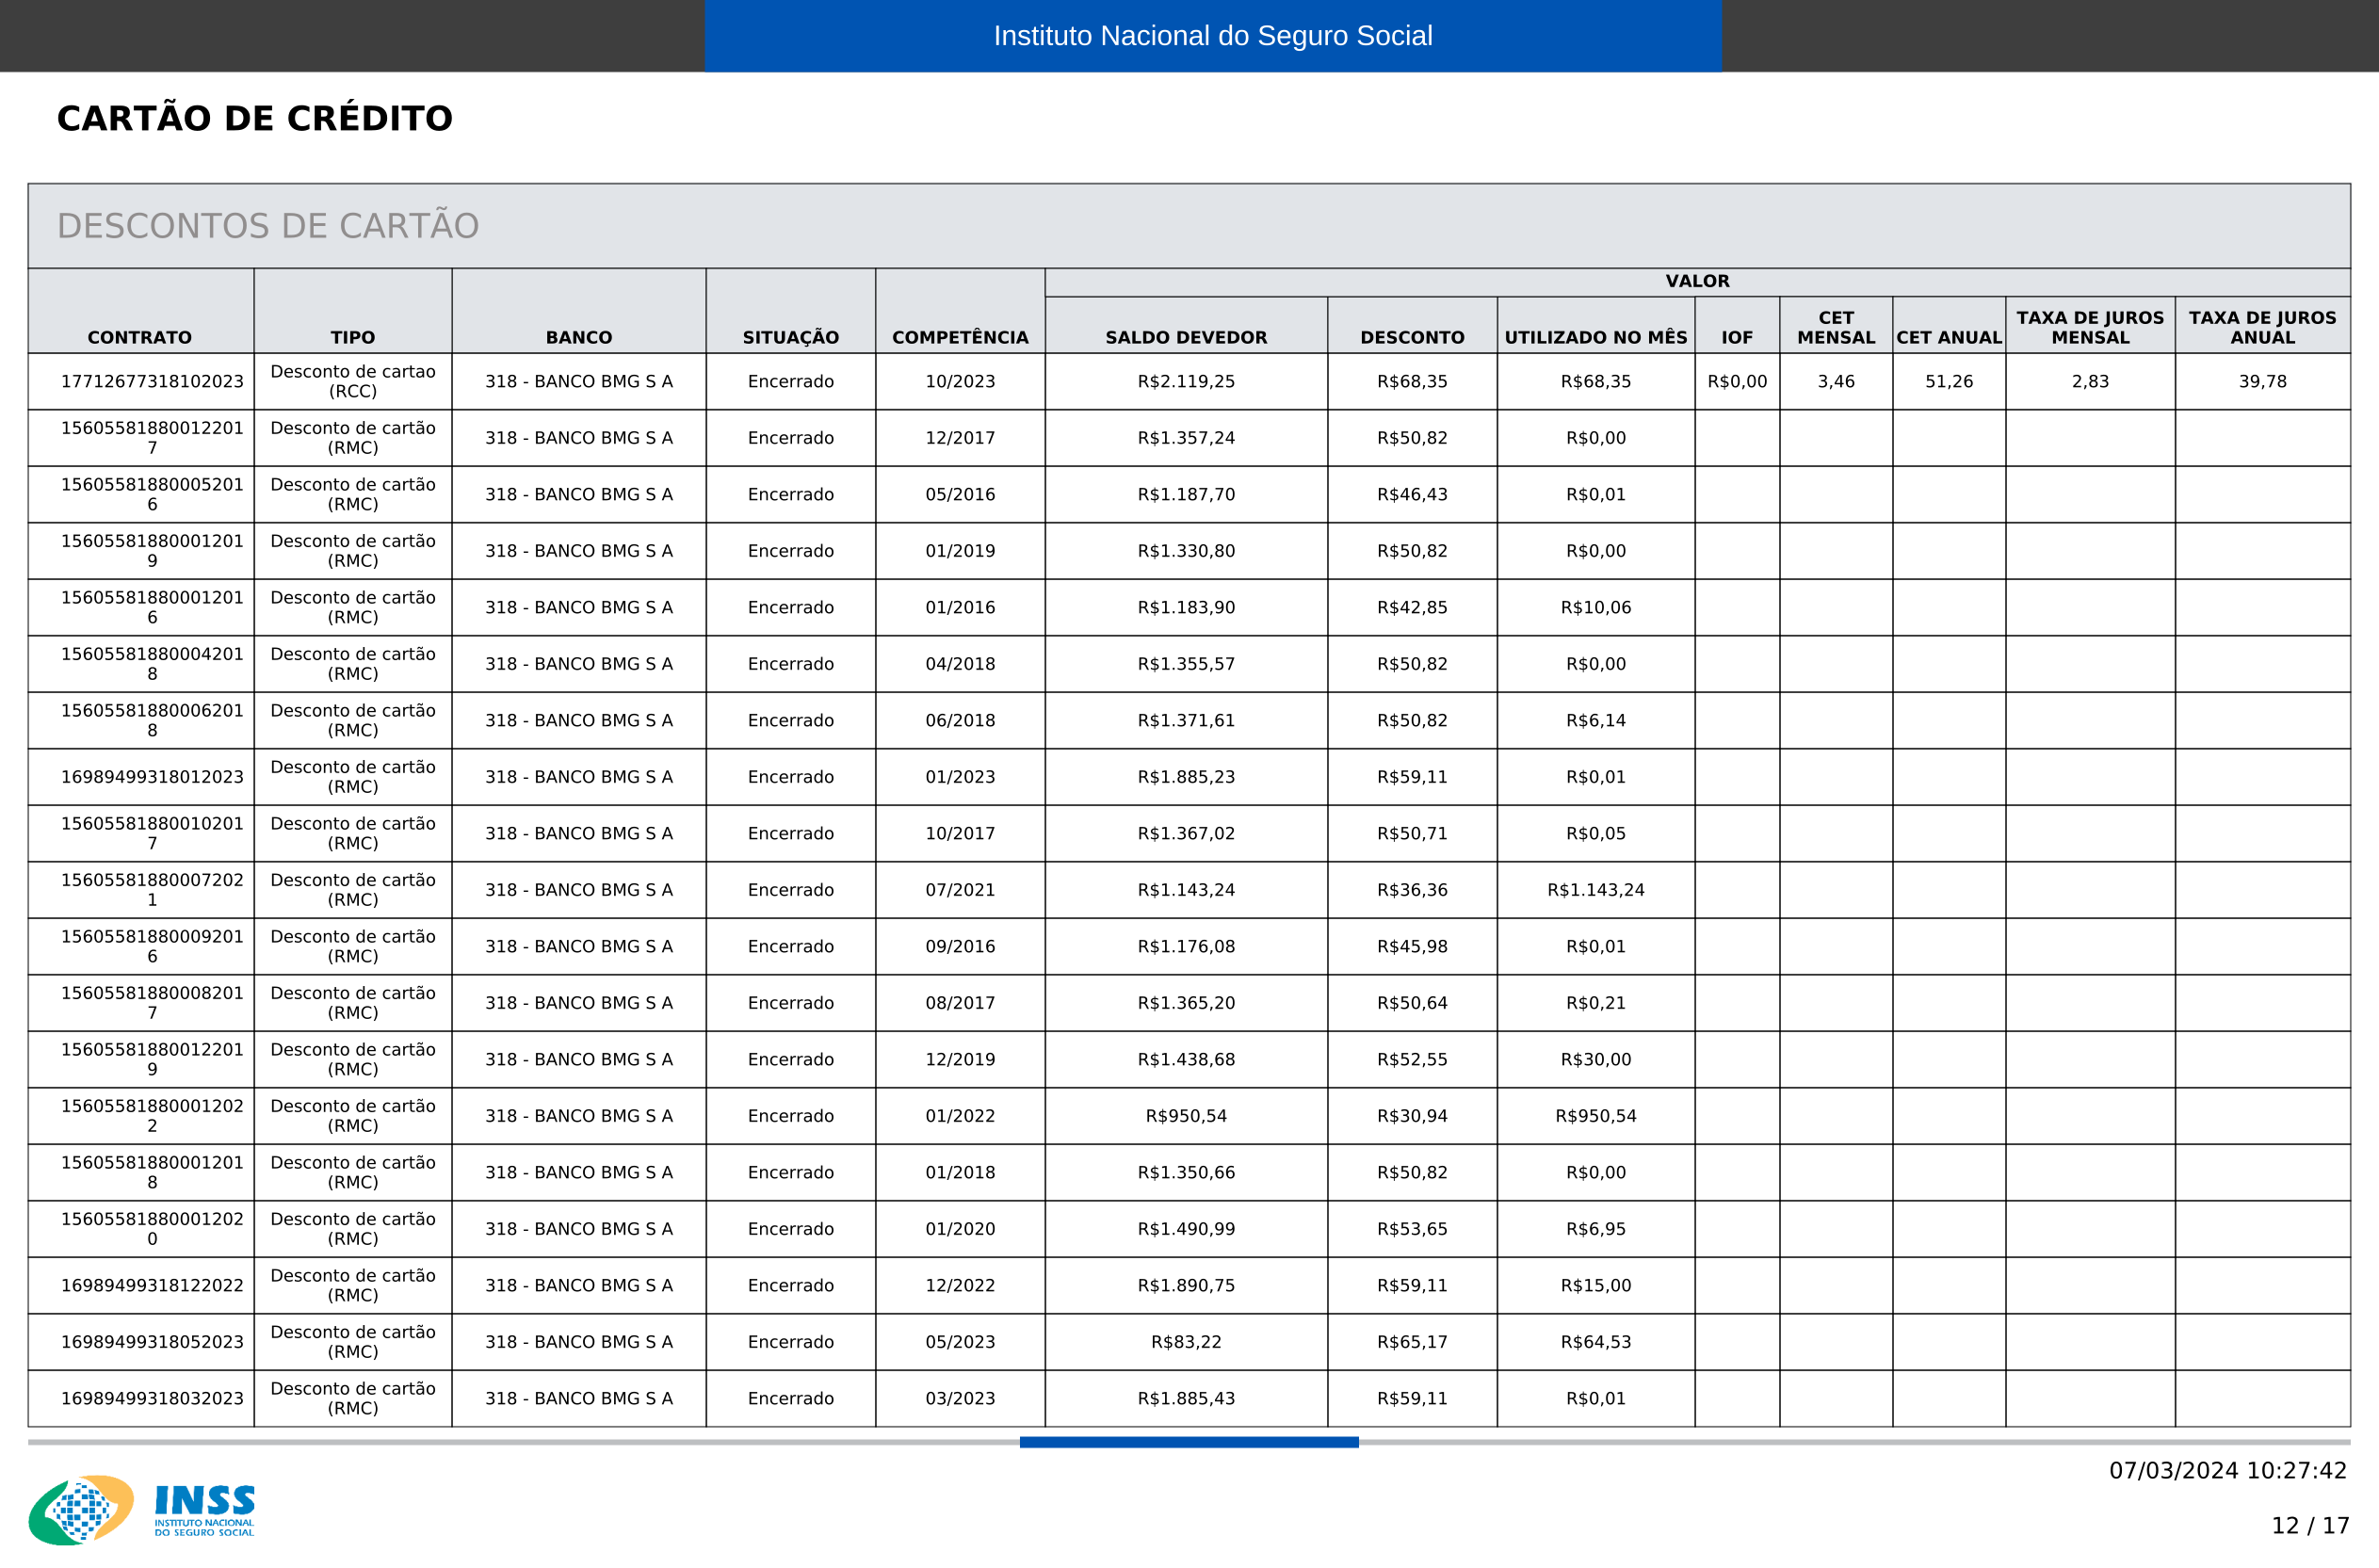 Instituto Nacional do Seguro Social
CARTÃO DE CRÉDITO
DESCONTOS DE CARTÃO
VALOR
CONTRATO TIPO BANCO SITUAÇÃO COMPETÊNCIA SALDO DEVEDOR DESCONTO UTILIZADO NO MÊS IOF CET MENSAL CET ANUAL TAXA DE JUROS MENSAL TAXA DE JUROS ANUAL
17712677318102023 Desconto de cartao (RCC) 318 - BANCO BMG S A Encerrado 10/2023 R$2.119,25 R$68,35 R$68,35 R$0,00 3,46 51,26 2,83 39,78
156055818800122017 Desconto de cartão (RMC) 318 - BANCO BMG S A Encerrado 12/2017 R$1.357,24 R$50,82 R$0,00
156055818800052016 Desconto de cartão (RMC) 318 - BANCO BMG S A Encerrado 05/2016 R$1.187,70 R$46,43 R$0,01
156055818800012019 Desconto de cartão (RMC) 318 - BANCO BMG S A Encerrado 01/2019 R$1.330,80 R$50,82 R$0,00
156055818800012016 Desconto de cartão (RMC) 318 - BANCO BMG S A Encerrado 01/2016 R$1.183,90 R$42,85 R$10,06
156055818800042018 Desconto de cartão (RMC) 318 - BANCO BMG S A Encerrado 04/2018 R$1.355,57 R$50,82 R$0,00
156055818800062018 Desconto de cartão (RMC) 318 - BANCO BMG S A Encerrado 06/2018 R$1.371,61 R$50,82 R$6,14
16989499318012023 Desconto de cartão (RMC) 318 - BANCO BMG S A Encerrado 01/2023 R$1.885,23 R$59,11 R$0,01
156055818800102017 Desconto de cartão (RMC) 318 - BANCO BMG S A Encerrado 10/2017 R$1.367,02 R$50,71 R$0,05
156055818800072021 Desconto de cartão (RMC) 318 - BANCO BMG S A Encerrado 07/2021 R$1.143,24 R$36,36 R$1.143,24
156055818800092016 Desconto de cartão (RMC) 318 - BANCO BMG S A Encerrado 09/2016 R$1.176,08 R$45,98 R$0,01
156055818800082017 Desconto de cartão (RMC) 318 - BANCO BMG S A Encerrado 08/2017 R$1.365,20 R$50,64 R$0,21
156055818800122019 Desconto de cartão (RMC) 318 - BANCO BMG S A Encerrado 12/2019 R$1.438,68 R$52,55 R$30,00
156055818800012022 Desconto de cartão (RMC) 318 - BANCO BMG S A Encerrado 01/2022 R$950,54 R$30,94 R$950,54
156055818800012018 Desconto de cartão (RMC) 318 - BANCO BMG S A Encerrado 01/2018 R$1.350,66 R$50,82 R$0,00
156055818800012020 Desconto de cartão (RMC) 318 - BANCO BMG S A Encerrado 01/2020 R$1.490,99 R$53,65 R$6,95
16989499318122022 Desconto de cartão (RMC) 318 - BANCO BMG S A Encerrado 12/2022 R$1.890,75 R$59,11 R$15,00
16989499318052023 Desconto de cartão (RMC) 318 - BANCO BMG S A Encerrado 05/2023 R$83,22 R$65,17 R$64,53
16989499318032023 Desconto de cartão (RMC) 318 - BANCO BMG S A Encerrado 03/2023 R$1.885,43 R$59,11 R$0,01
07/03/2024 10:27:42
INSS
INSTITUTO NACIONAL
DO SEGURO SOCIAL
12 / 17